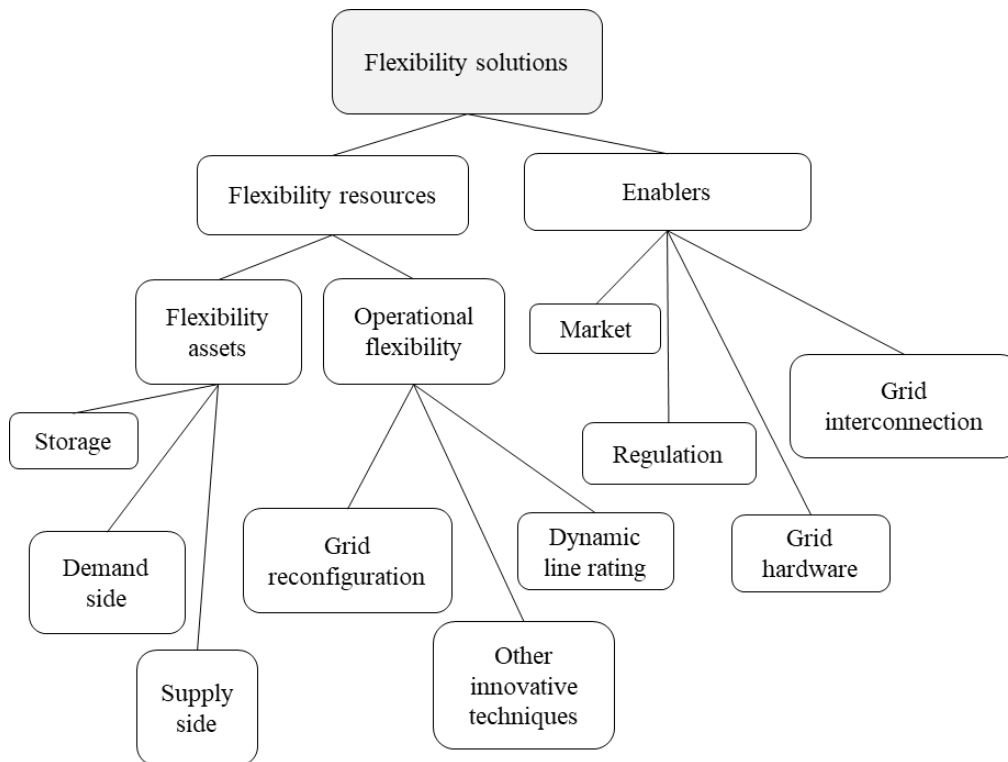 Flexibility solutions
Flexibility resources
Enablers
Flexibility
assets
Operational
flexibility
Market
Grid
interconnection
Storage
Regulation
Demand
side
Grid
reconfiguration
Dynamic
line rating
Grid
hardware
Supply
side
Other
innovative
techniques